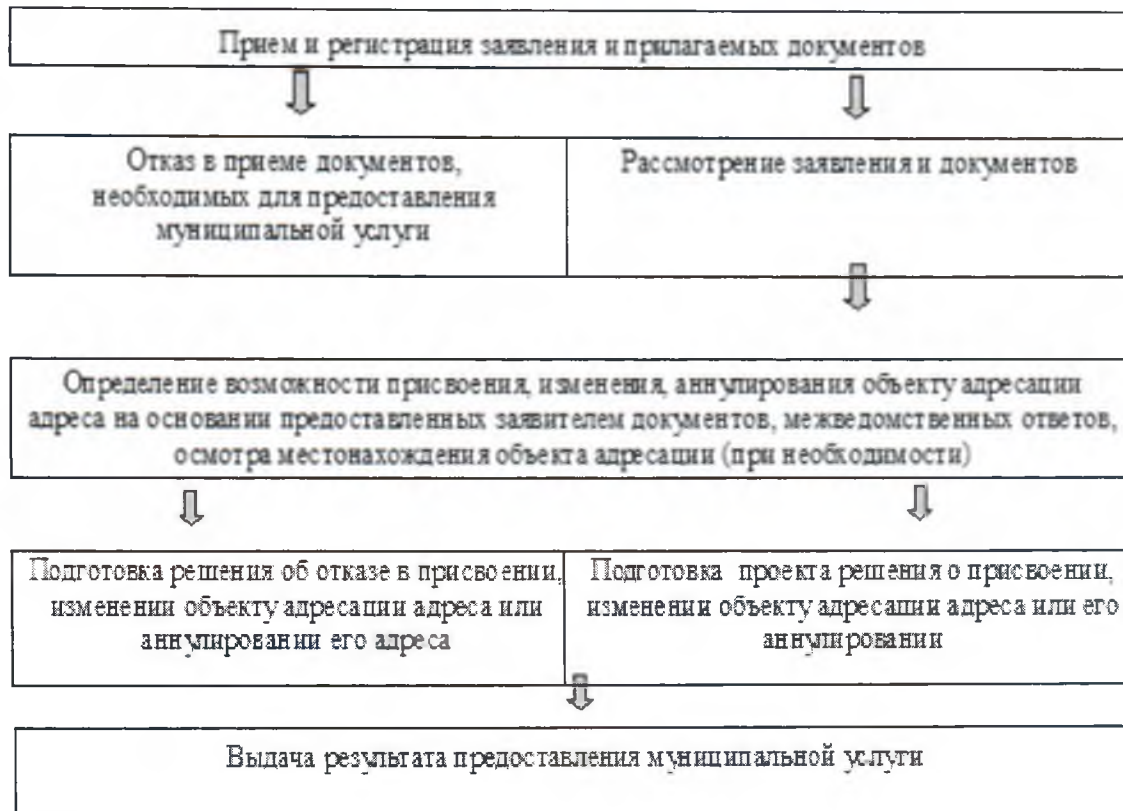 Прием и регистрация заявления и прилагаемых документов
Отказ в приеме документов,
необходимых для предоставления
муниципальной услуги
Рассмотрение заявления и документов
Определение возможности присвоения, изменения, аннулирования объекту адресации
адреса на основании предоставленных заявителем документов, межведомственных ответов,
осмотра местонахождения объекта адресации (при необходимости)
Подготовка решения об отказе в присвоении,
изменении объекту адресации адреса или
аннулировании его адреса
Подготовка проекта решения о присвоении,
изменении объекту адресации адреса или его
аннулировании
Выдача результата предоставления муниципальной услуги